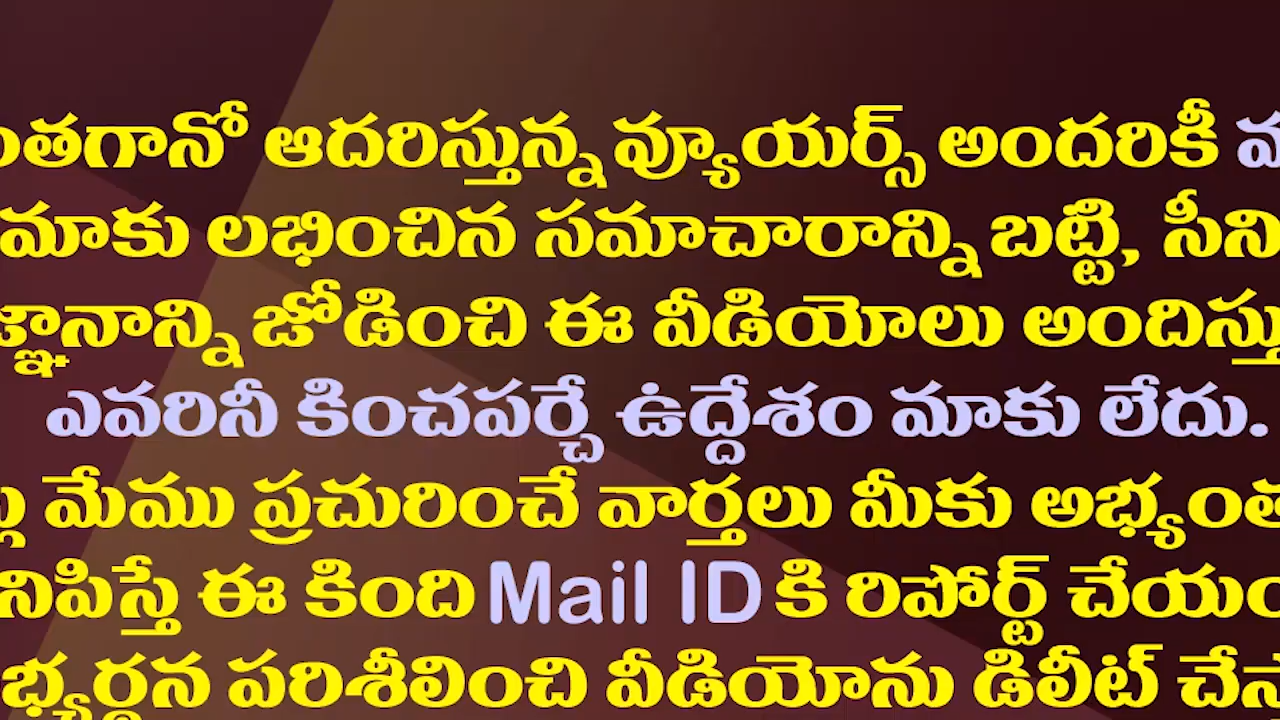 ంతగానో ఆదరిస్తున్న వ్యూయర్స్ అందరికీ
మాకు లభించిన సమాచారాన్ని బట్టి, సీని
జ్ఞానాన్ని జోడించి ఈ వీడియోలు అందిస్తు
ఎవరినీ కించపర్చే ఉద్దేశం మాకు లేదు.
మేము ప్రచురించే వార్తలు మీకు అభ్యంత
నిపిస్తే ఈ కింది Mail ID కి రిపోర్ట్ చేయం
భ్యర్థన పరిశీలించి వీడియోను డిలీట్ చేస